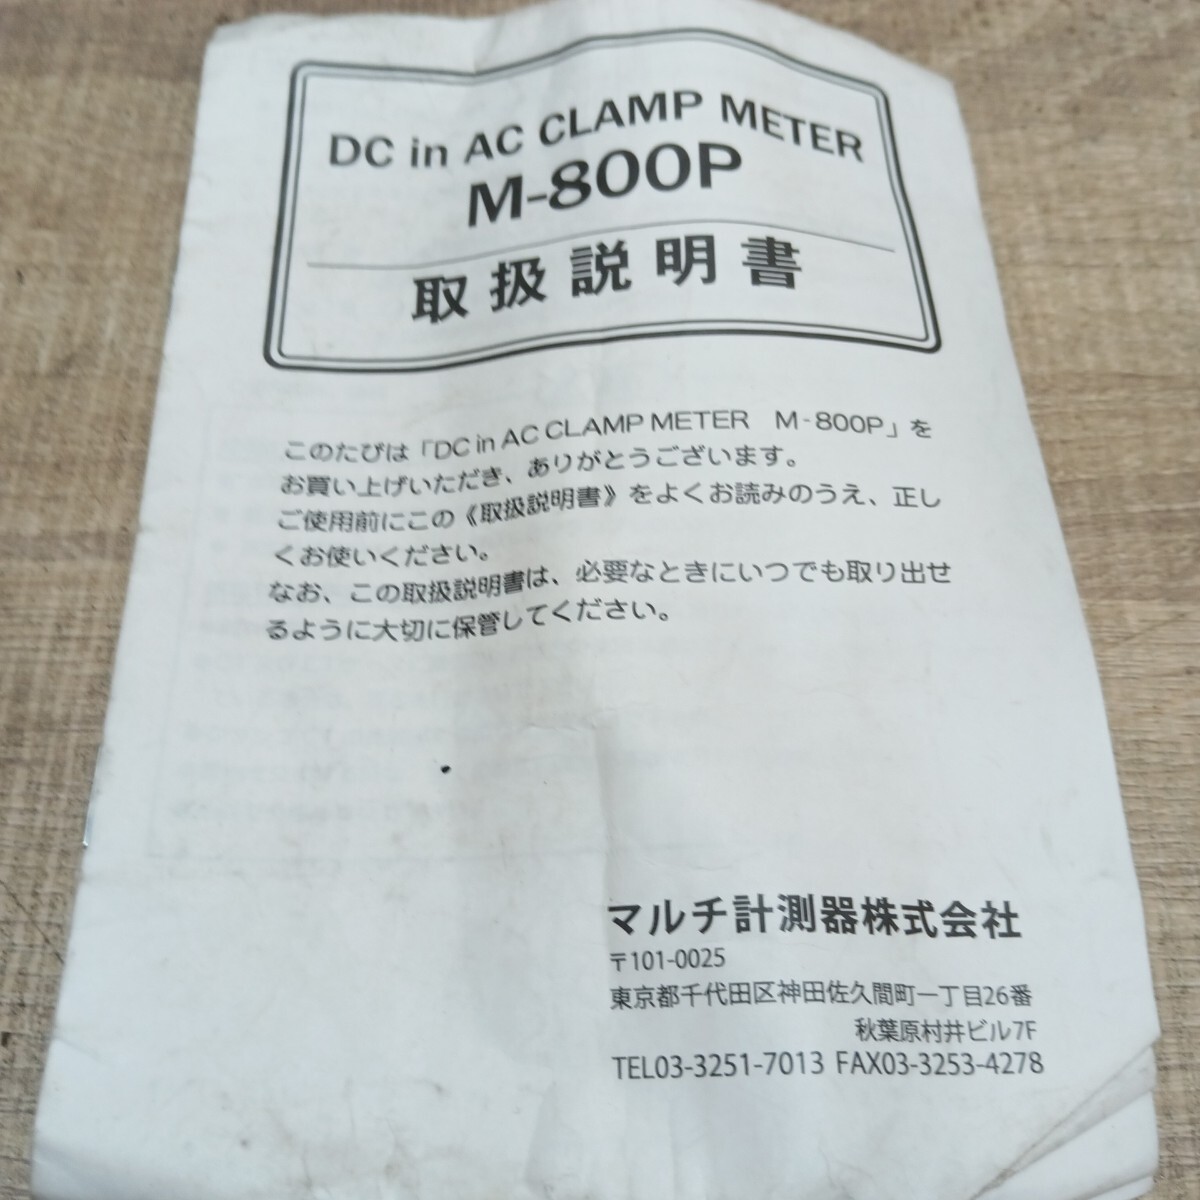 DC in AC CLAMP METER
M-800P
取扱説明書
このたびは「DC in AC CLAMP METER　M-800P」を
お買い上げいただき、ありがとうございます。
ご使用前にこの《取扱説明書》をよくお読みのうえ、正し
くお使いください。
なお、この取扱説明書は、必要なときにいつでも取り出せ
るように大切に保管してください。
マルチ計測器株式会社
〒101-0025
東京都千代田区神田佐久間町一丁目26番
秋葉原村井ビル7F
TEL03-3251-7013 FAX03-3253-4278